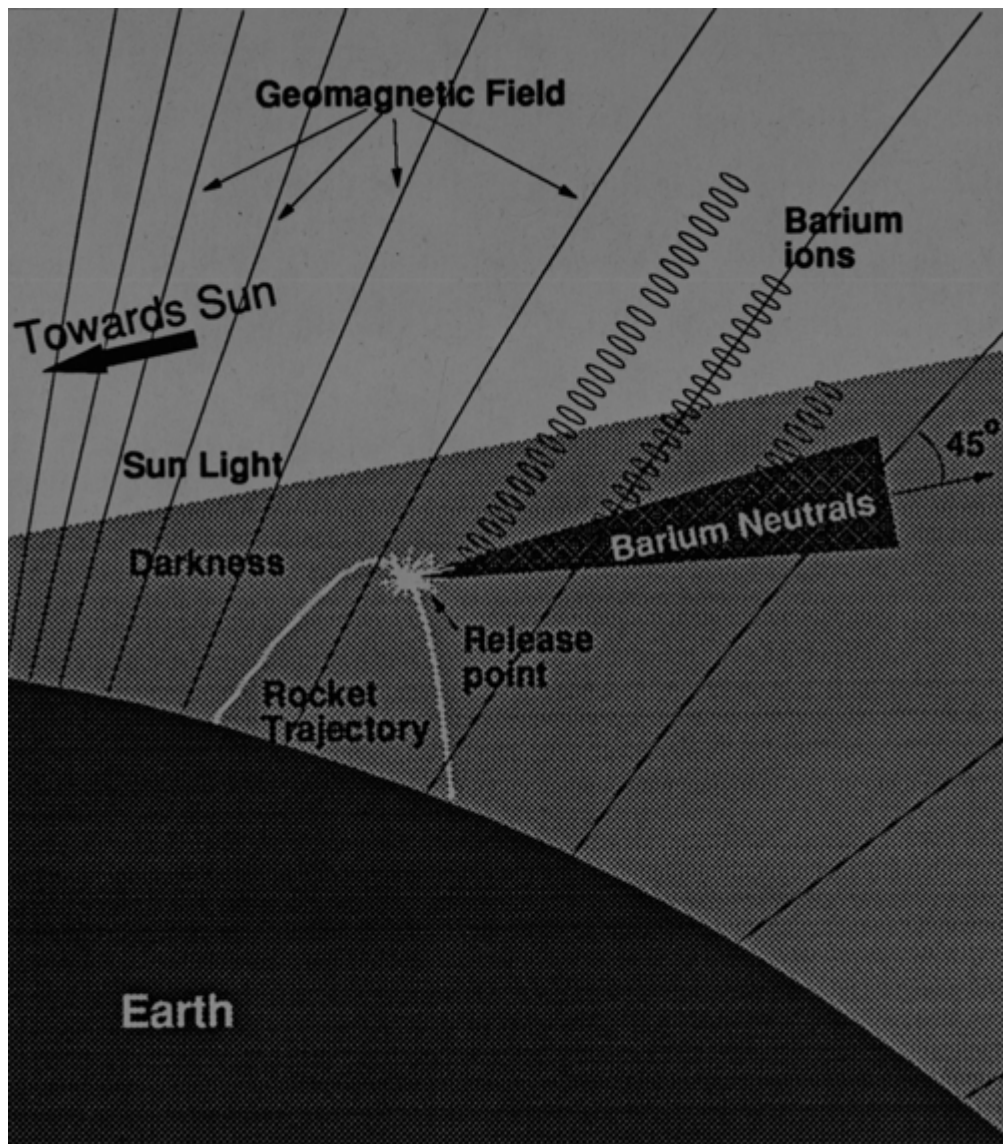 Geomagnetic Field
Barium
ions
Towards Sun
Sun Light
45°
Barium Neutrals
Darkness
Release
point
Rocket
Trajectory
Earth